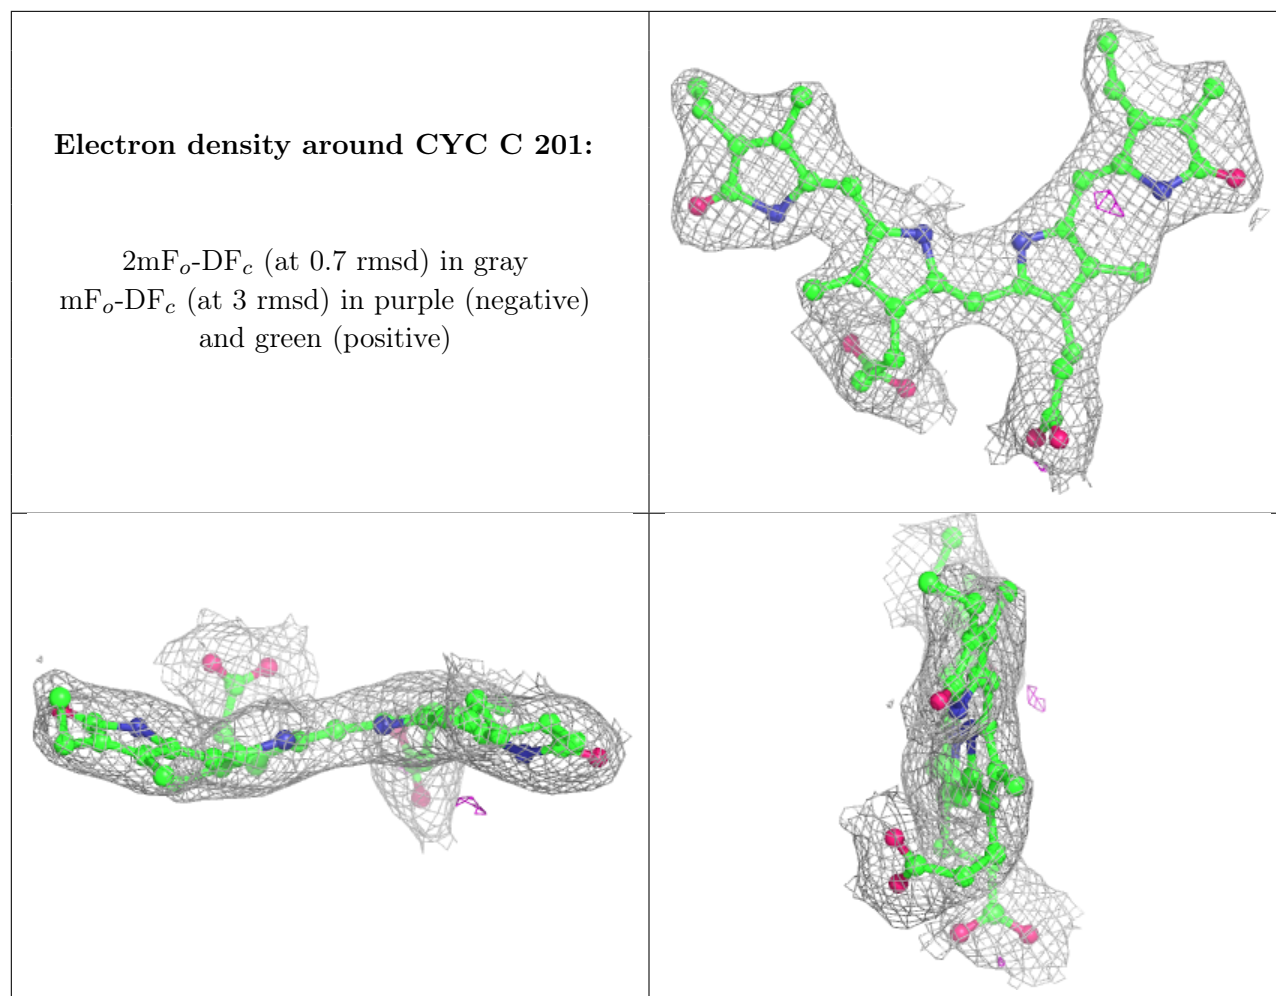 Electron density around CYC C 201:
2mFo-DFc (at 0.7 rmsd) in gray
mFo-DFc (at 3 rmsd) in purple (negative)
and green (positive)